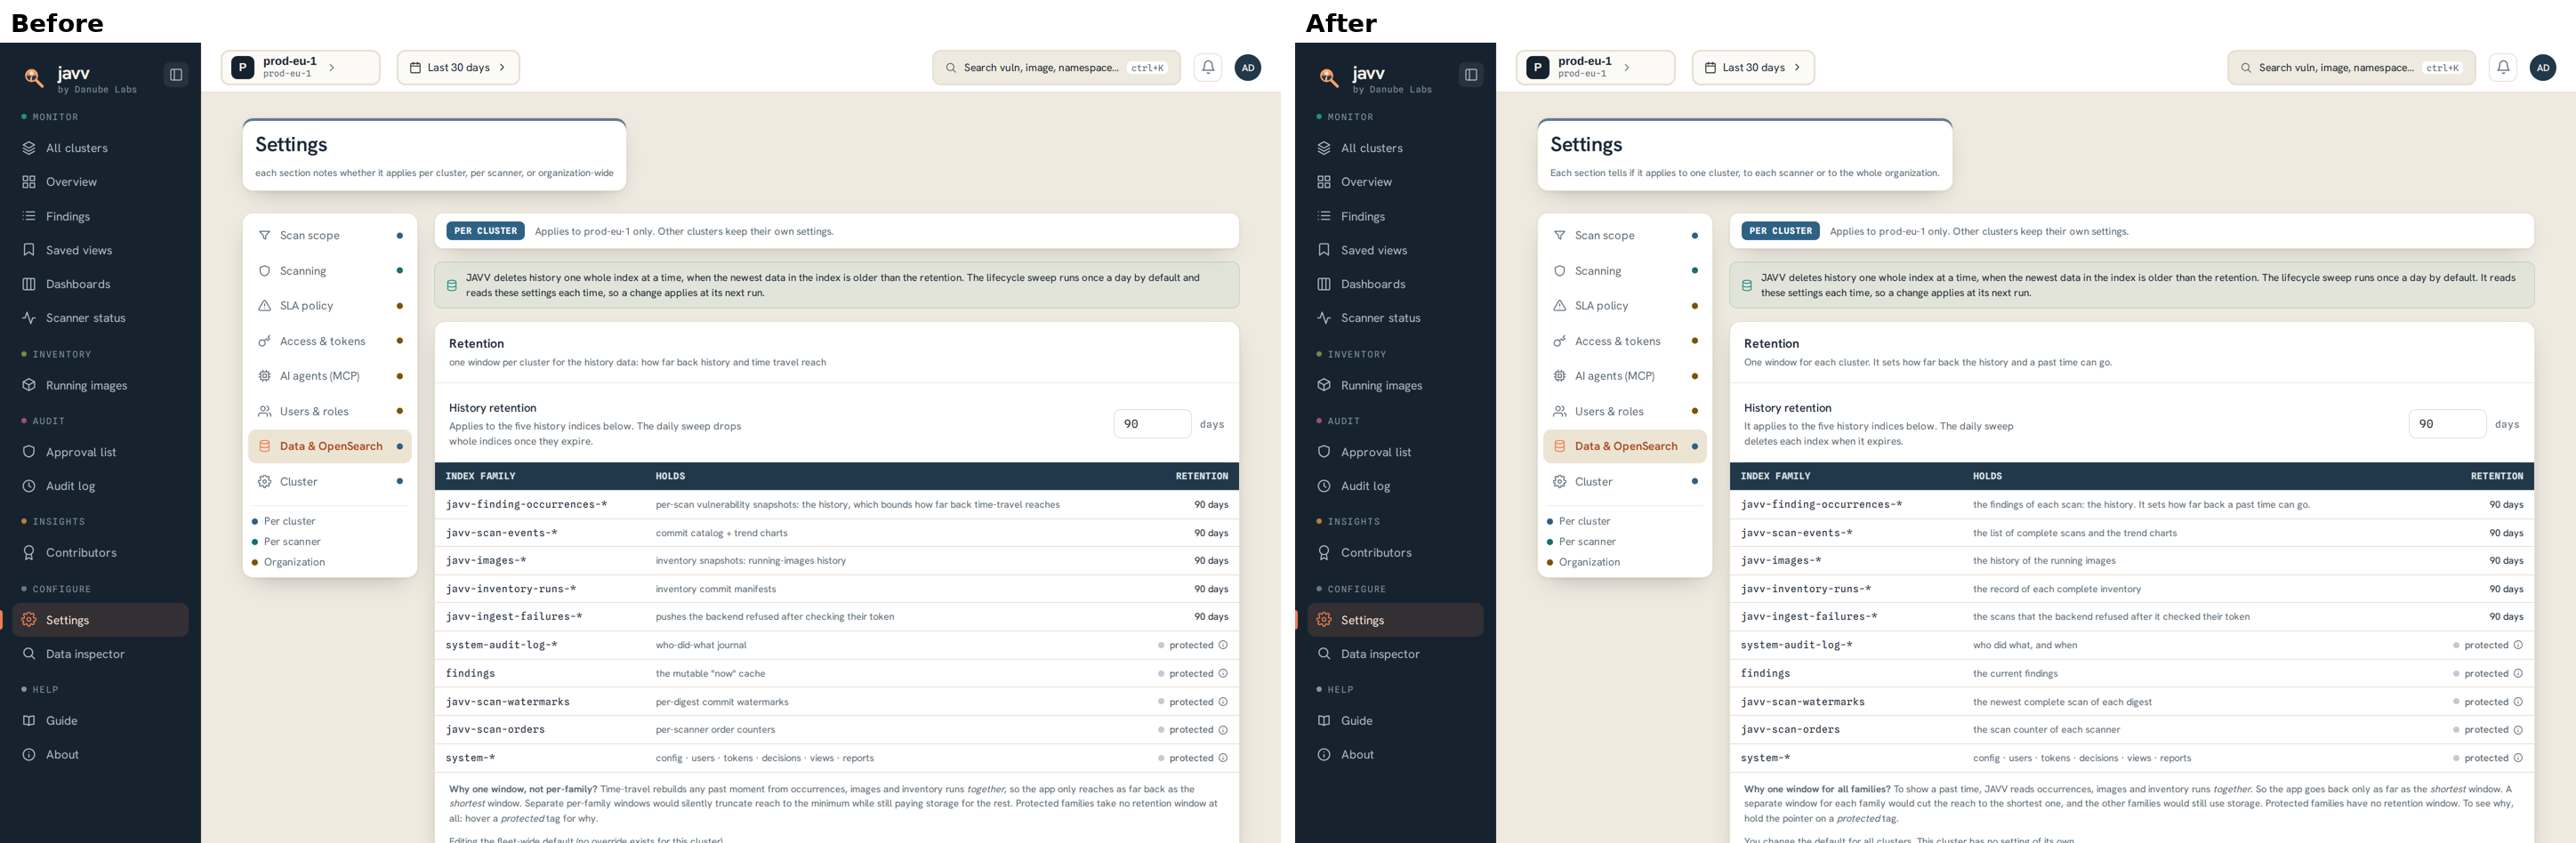 Before
javv
by Danube Labs
MONITOR
All clusters
Overview
Findings
Saved views
Dashboards
Scanner status
INVENTORY
Running images
AUDIT
Approval list
Audit log
INSIGHTS
Contributors
CONFIGURE
Settings
Data inspector
HELP
Guide
About
P prod-eu-1
prod-eu-1
Last 30 days
Search vuln, image, namespace... ctrl+K
AD
Settings
each section notes whether it applies per cluster, per scanner, or organization-wide
Scan scope
Scanning
SLA policy
Access & tokens
AI agents (MCP)
Users & roles
Data & OpenSearch
Cluster
Per cluster
Per scanner
Organization
PER CLUSTER Applies to prod-eu-1 only. Other clusters keep their own settings.
JAVV deletes history one whole index at a time, when the newest data in the index is older than the retention. The lifecycle sweep runs once a day by default and
reads these settings each time, so a change applies at its next run.
Retention
one window per cluster for the history data: how far back history and time travel reach
History retention
Applies to the five history indices below. The daily sweep drops
whole indices once they expire.
90 days
INDEX FAMILY HOLDS RETENTION
javv-finding-occurrences-* per-scan vulnerability snapshots: the history, which bounds how far back time-travel reaches 90 days
javv-scan-events-* commit catalog + trend charts 90 days
javv-images-* inventory snapshots: running-images history 90 days
javv-inventory-runs-* inventory commit manifests 90 days
javv-ingest-failures-* pushes the backend refused after checking their token 90 days
system-audit-log-* who-did-what journal protected
findings the mutable "now" cache protected
javv-scan-watermarks per-digest commit watermarks protected
javv-scan-orders per-scanner order counters protected
system-* config · users · tokens · decisions · views · reports protected
Why one window, not per-family? Time-travel rebuilds any past moment from occurrences, images and inventory runs together, so the app only reaches as far back as the
shortest window. Separate per-family windows would silently truncate reach to the minimum while still paying storage for the rest. Protected families take no retention window at
all: hover a protected tag for why.
Editing the fleet-wide default (no override exists for this cluster)
After
javv
by Danube Labs
MONITOR
All clusters
Overview
Findings
Saved views
Dashboards
Scanner status
INVENTORY
Running images
AUDIT
Approval list
Audit log
INSIGHTS
Contributors
CONFIGURE
Settings
Data inspector
HELP
Guide
About
P prod-eu-1
prod-eu-1
Last 30 days
Search vuln, image, namespace... ctrl+K
AD
Settings
Each section tells if it applies to one cluster, to each scanner or to the whole organization.
Scan scope
Scanning
SLA policy
Access & tokens
AI agents (MCP)
Users & roles
Data & OpenSearch
Cluster
Per cluster
Per scanner
Organization
PER CLUSTER Applies to prod-eu-1 only. Other clusters keep their own settings.
JAVV deletes history one whole index at a time, when the newest data in the index is older than the retention. The lifecycle sweep runs once a day by default. It reads
these settings each time, so a change applies at its next run.
Retention
One window for each cluster. It sets how far back the history and a past time can go.
History retention
It applies to the five history indices below. The daily sweep
deletes each index when it expires.
90 days
INDEX FAMILY HOLDS RETENTION
javv-finding-occurrences-* the findings of each scan: the history. It sets how far back a past time can go. 90 days
javv-scan-events-* the list of complete scans and the trend charts 90 days
javv-images-* the history of the running images 90 days
javv-inventory-runs-* the record of each complete inventory 90 days
javv-ingest-failures-* the scans that the backend refused after it checked their token 90 days
system-audit-log-* who did what, and when protected
findings the current findings protected
javv-scan-watermarks the newest complete scan of each digest protected
javv-scan-orders the scan counter of each scanner protected
system-* config · users · tokens · decisions · views · reports protected
Why one window for all families? To show a past time, JAVV reads occurrences, images and inventory runs together. So the app goes back only as far as the shortest window. A
separate window for each family would cut the reach to the shortest one, and the other families would still use storage. Protected families have no retention window. To see why,
hold the pointer on a protected tag.
You change the default for all clusters. This cluster has no setting of its own.